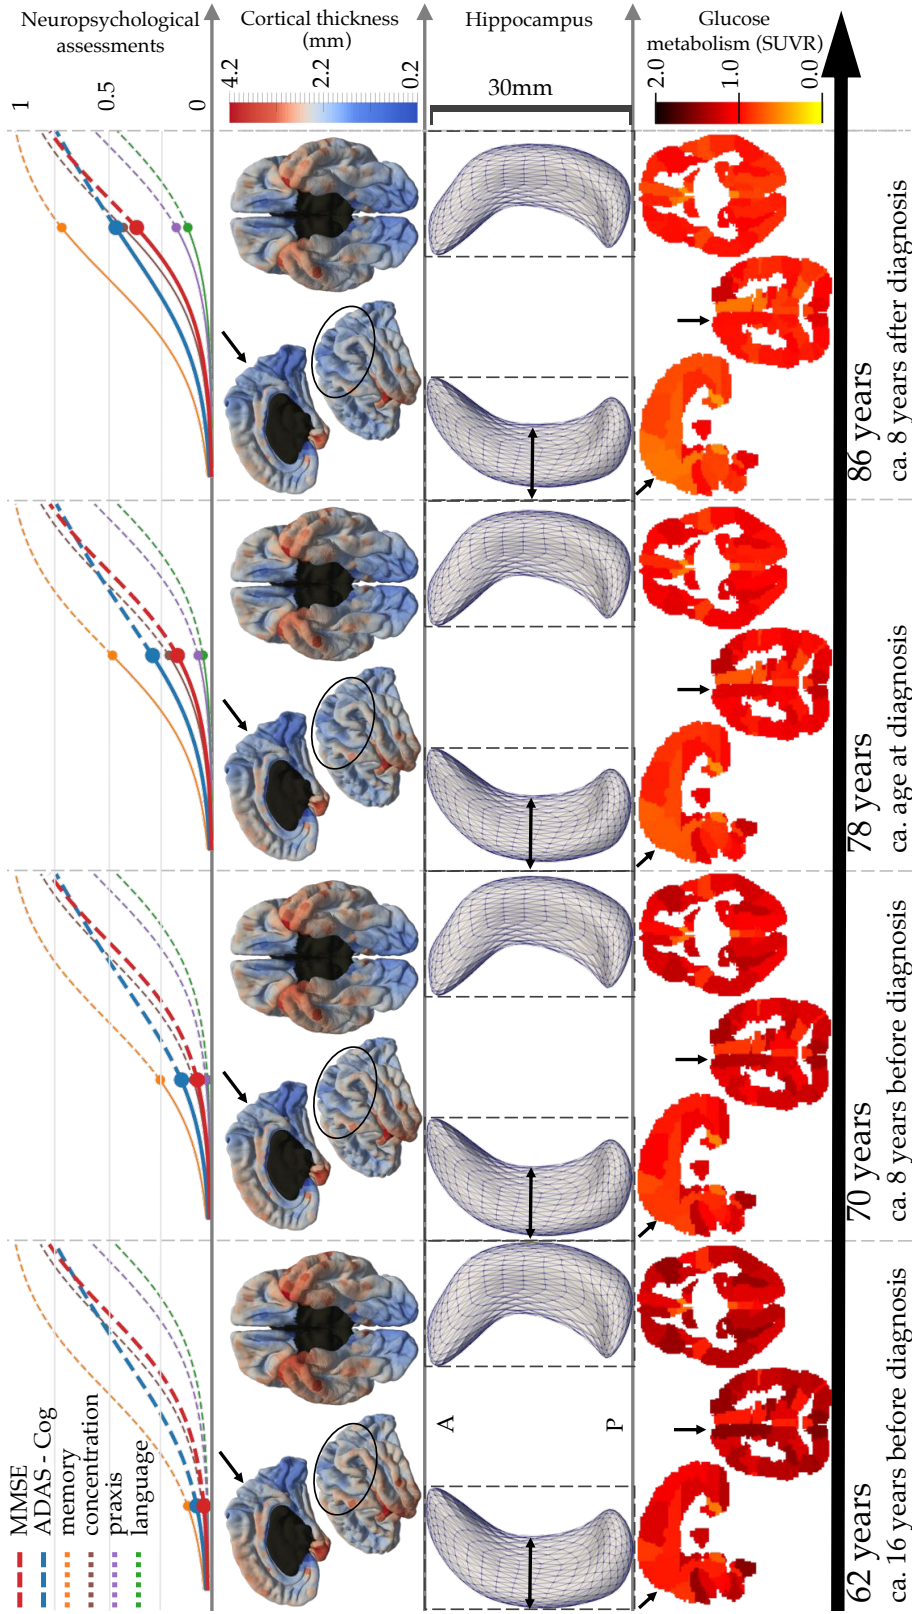 Neuropsychological
assessments
1
0.5
0
Cortical thickness
(mm)
4.2
2.2
0.2
Hippocampus
30mm
Glucose
metabolism (SUVR)
2.0
1.0
0.0
MMSE
ADAS - Cog
memory
concentration
praxis
language
A
P
62 years
ca. 16 years before diagnosis
70 years
ca. 8 years before diagnosis
78 years
ca. age at diagnosis
86 years
ca. 8 years after diagnosis